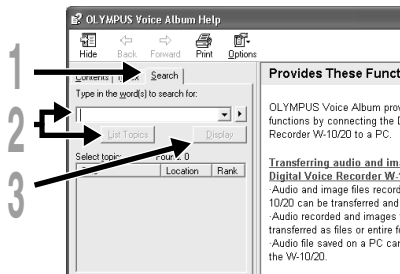 OLYMPUS Voice Album Help
Hide Back Forward Print Options
1
Contents Index Search
Type in the word(s) to search for:
2
List Topics Display
Select topic: Found: 0
3
Location Rank
Provides These Funct
OLYMPUS Voice Album prov
functions by connecting the D
Recorder W-10/20 to a PC.
Transferring audio and ima
Digital Voice Recorder W-1
·Audio and image files record
10/20 can be transferred and
·Audio recorded and images
transferred as files or entire fo
·Audio file saved on a PC can
the W-10/20.